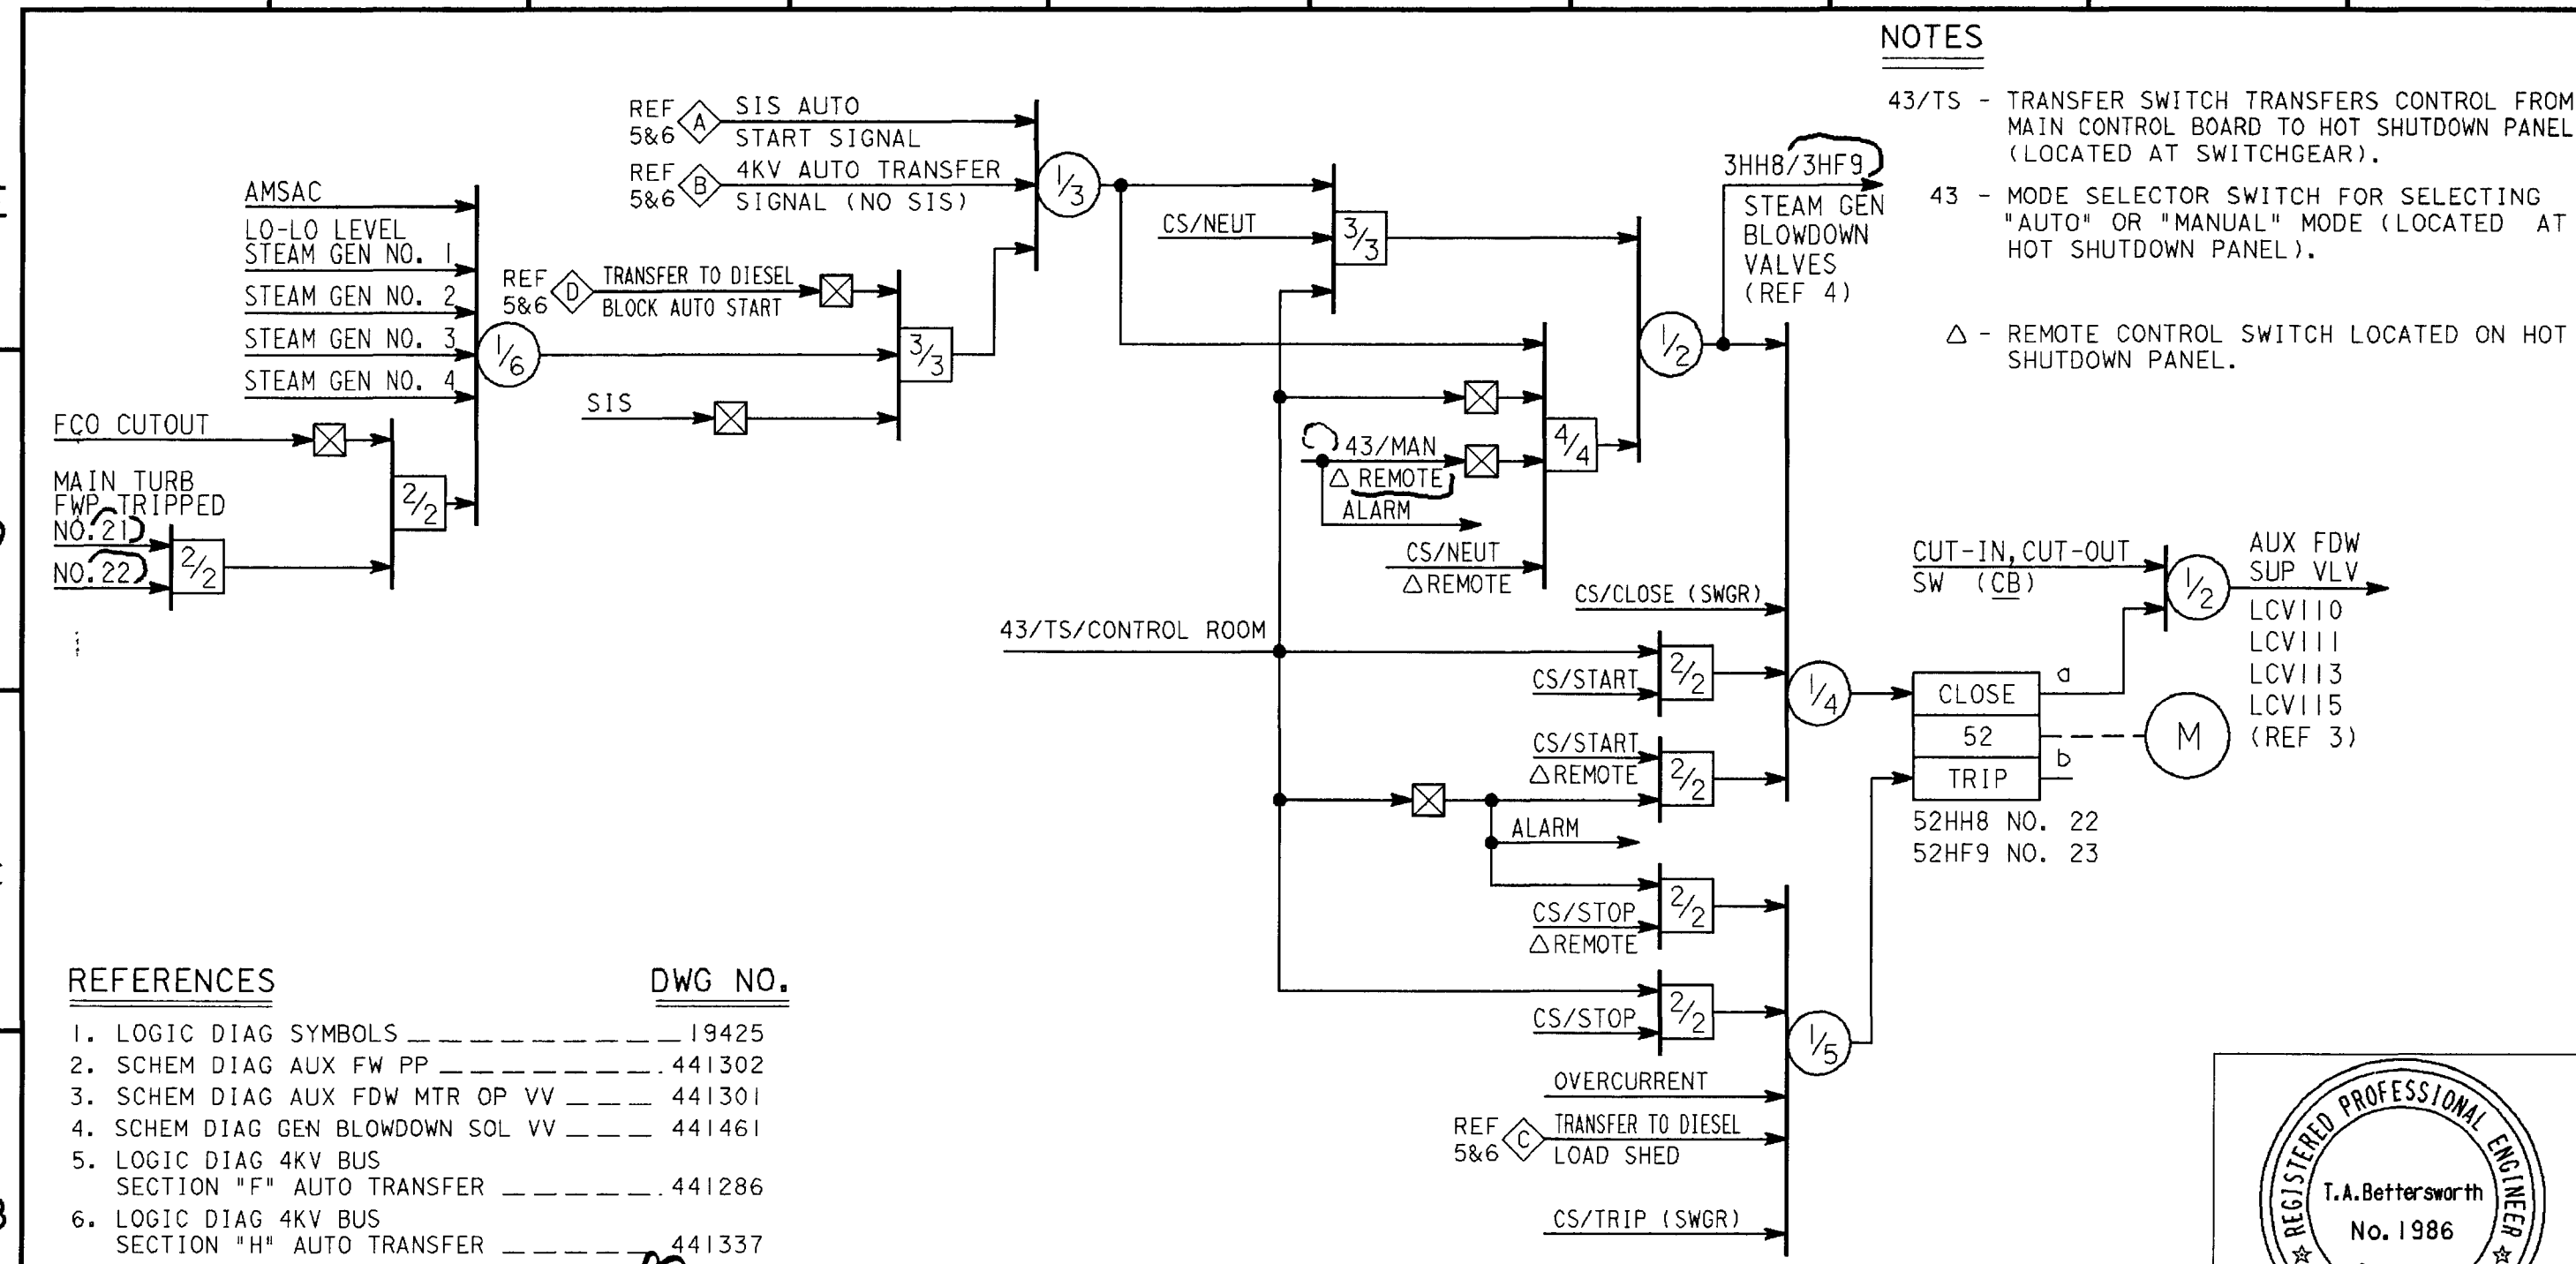 NOTES
43/TS - TRANSFER SWITCH TRANSFERS CONTROL FROM
MAIN CONTROL BOARD TO HOT SHUTDOWN PANEL
(LOCATED AT SWITCHGEAR).
43 - MODE SELECTOR SWITCH FOR SELECTING
"AUTO" OR "MANUAL" MODE (LOCATED AT
HOT SHUTDOWN PANEL).
△ - REMOTE CONTROL SWITCH LOCATED ON HOT
SHUTDOWN PANEL.
REF
5&6
A
SIS AUTO
START SIGNAL
REF
5&6
B
4KV AUTO TRANSFER
SIGNAL (NO SIS)
1/3
AMSAC
LO-LO LEVEL
STEAM GEN NO. 1
STEAM GEN NO. 2
STEAM GEN NO. 3
STEAM GEN NO. 4
1/6
REF
5&6
D
TRANSFER TO DIESEL
BLOCK AUTO START
3/3
SIS
FCO CUTOUT
MAIN TURB
FWP TRIPPED
NO. 21
NO. 22
2/2
2/2
CS/NEUT
3/3
3HH8/3HF9
STEAM GEN
BLOWDOWN
VALVES
(REF 4)
1/2
43/MAN
△ REMOTE
ALARM
4/4
CS/NEUT
△REMOTE
CS/CLOSE (SWGR)
43/TS/CONTROL ROOM
CS/START
2/2
CS/START
△REMOTE
2/2
ALARM
1/4
CS/STOP
△REMOTE
2/2
CS/STOP
2/2
OVERCURRENT
REF
5&6
C
TRANSFER TO DIESEL
LOAD SHED
CS/TRIP (SWGR)
1/5
CUT-IN,CUT-OUT
SW (CB)
1/2
AUX FDW
SUP VLV
LCV110
LCV111
LCV113
LCV115
(REF 3)
CLOSE
a
52
M
TRIP
b
52HH8 NO. 22
52HF9 NO. 23
REFERENCES DWG NO.
1. LOGIC DIAG SYMBOLS 19425
2. SCHEM DIAG AUX FW PP 441302
3. SCHEM DIAG AUX FDW MTR OP VV 441301
4. SCHEM DIAG GEN BLOWDOWN SOL VV 441461
5. LOGIC DIAG 4KV BUS
SECTION "F" AUTO TRANSFER 441286
6. LOGIC DIAG 4KV BUS
SECTION "H" AUTO TRANSFER 441337
REGISTERED PROFESSIONAL ENGINEER
T.A.Bettersworth
No. 1986